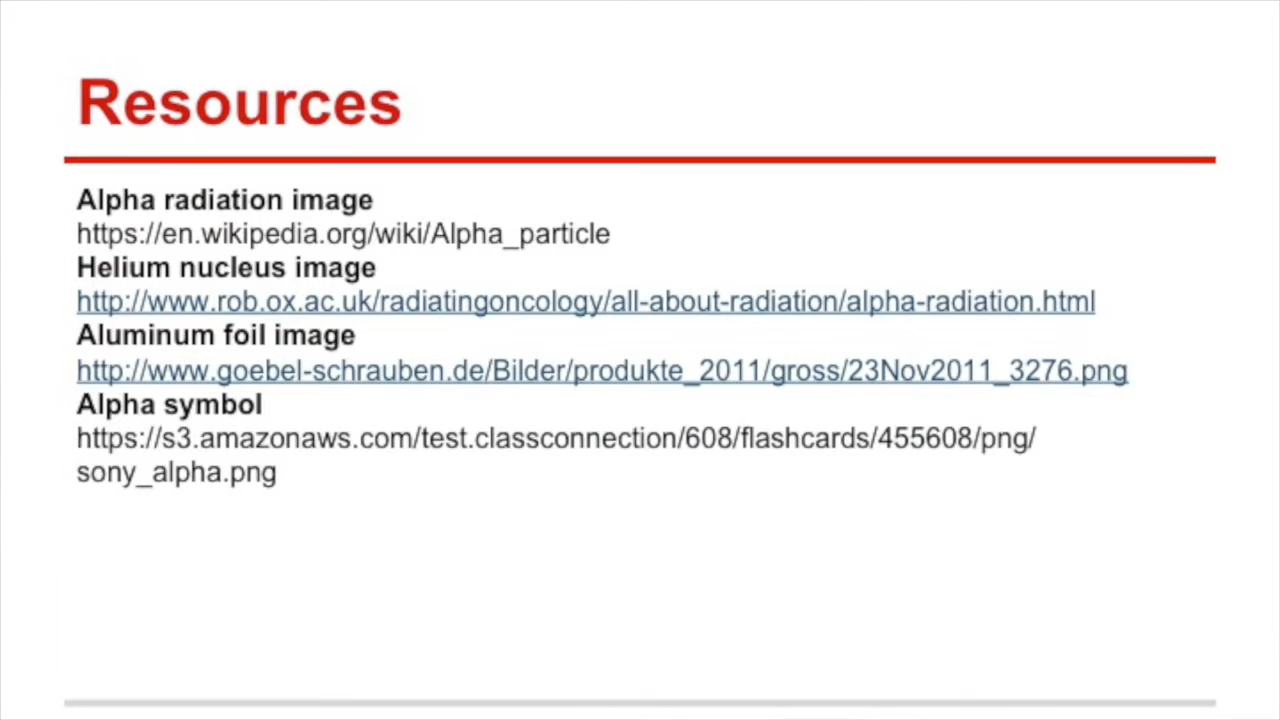 Resources
Alpha radiation image
https://en.wikipedia.org/wiki/Alpha_particle
Helium nucleus image
http://www.rob.ox.ac.uk/radiatingoncology/all-about-radiation/alpha-radiation.html
Aluminum foil image
http://www.goebel-schrauben.de/Bilder/produkte_2011/gross/23Nov2011_3276.png
Alpha symbol
https://s3.amazonaws.com/test.classconnection/608/flashcards/455608/png/
sony_alpha.png